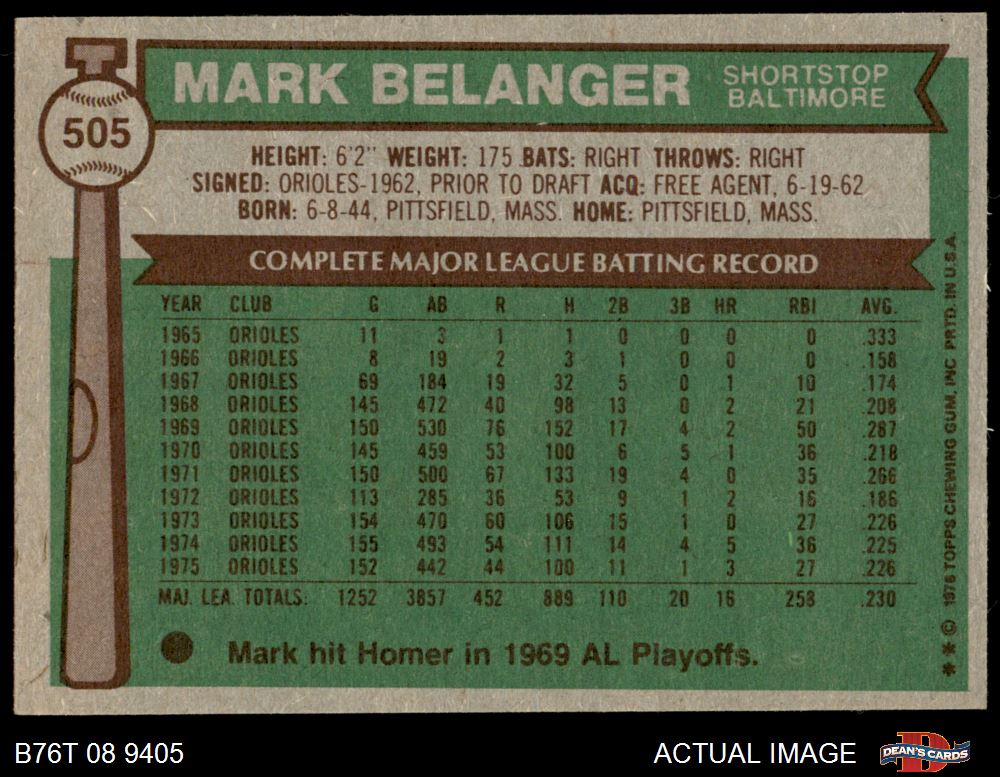 505
MARK BELANGER
SHORTSTOP
BALTIMORE
HEIGHT: 6'2" WEIGHT: 175 BATS: RIGHT THROWS: RIGHT
SIGNED: ORIOLES-1962, PRIOR TO DRAFT ACQ: FREE AGENT, 6-19-62
BORN: 6-8-44, PITTSFIELD, MASS. HOME: PITTSFIELD, MASS.
COMPLETE MAJOR LEAGUE BATTING RECORD
YEAR CLUB G AB R H 2B 3B HR RBI AVG.
1965 ORIOLES 11 3 1 1 0 0 0 0 .333
1966 ORIOLES 8 19 2 3 1 0 0 0 .158
1967 ORIOLES 69 184 19 32 5 0 1 10 .174
1968 ORIOLES 145 472 40 98 13 0 2 21 .208
1969 ORIOLES 150 530 76 152 17 4 2 50 .287
1970 ORIOLES 145 459 53 100 6 5 1 36 .218
1971 ORIOLES 150 500 67 133 19 4 0 35 .266
1972 ORIOLES 113 285 36 53 9 1 2 16 .186
1973 ORIOLES 154 470 60 106 15 1 0 27 .226
1974 ORIOLES 155 493 54 111 14 4 5 36 .225
1975 ORIOLES 152 442 44 100 11 1 3 27 .226
MAJ. LEA. TOTALS: 1252 3857 452 889 110 20 16 258 .230
Mark hit Homer in 1969 AL Playoffs.
** © 1976 TOPPS CHEWING GUM, INC PRTD. IN U.S.A.
B76T 08 9405
ACTUAL IMAGE
D
DEAN'S CARDS